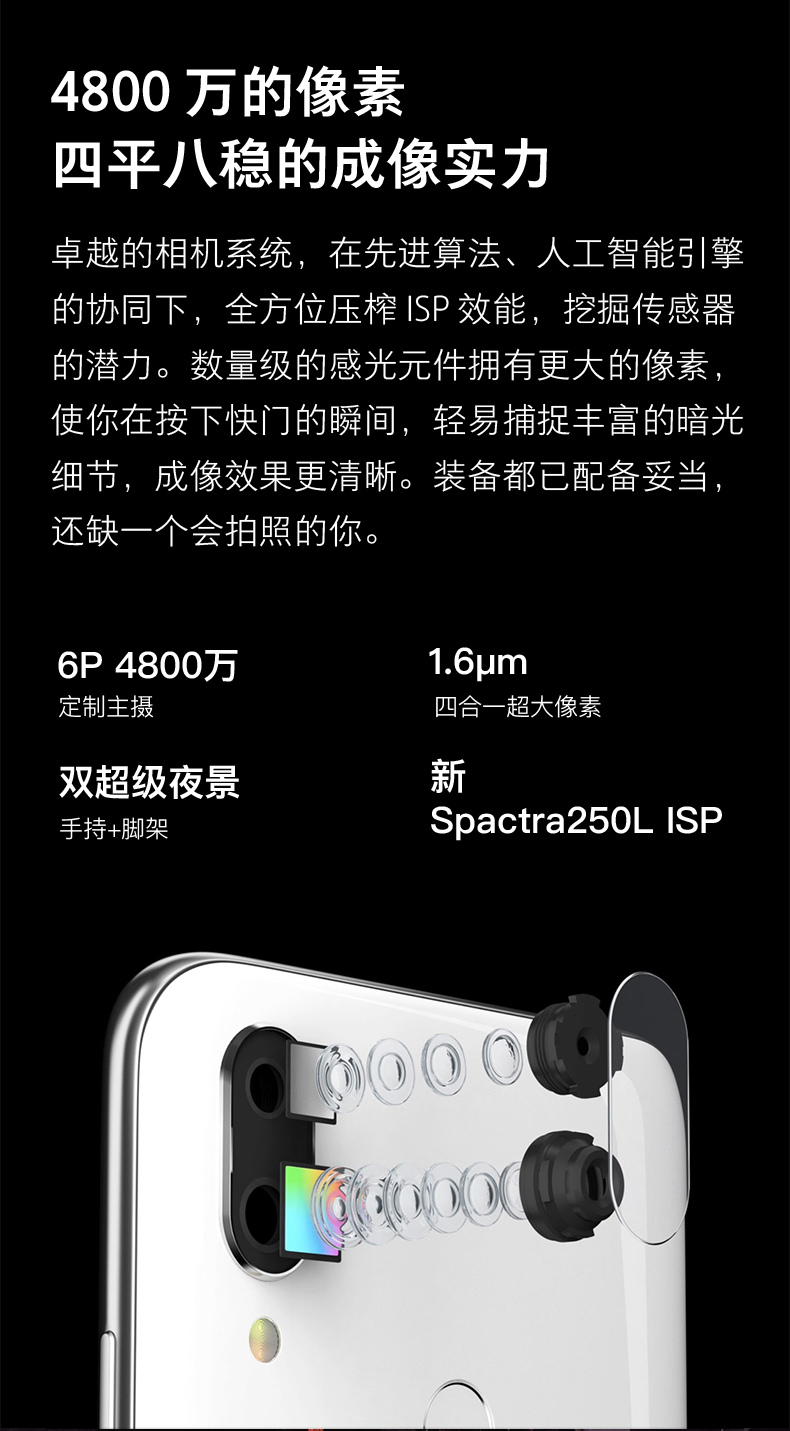 4800 万的像素
四平八稳的成像实力
卓越的相机系统，在先进算法、人工智能引擎
的协同下，全方位压榨 ISP 效能，挖掘传感器
的潜力。数量级的感光元件拥有更大的像素，
使你在按下快门的瞬间，轻易捕捉丰富的暗光
细节，成像效果更清晰。装备都已配备妥当，
还缺一个会拍照的你。
6P 4800万
定制主摄
1.6μm
四合一超大像素
双超级夜景
手持+脚架
新
Spactra250L ISP